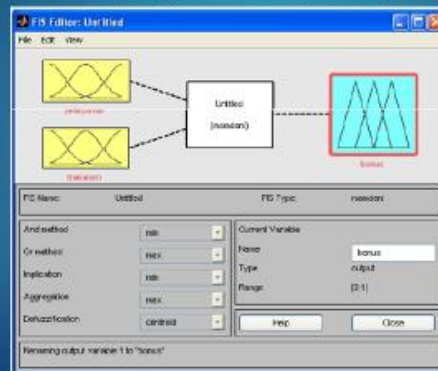 FIS Editor: Untitled
File Edit View
Untitled
(mamdani)
bonus
FIS Name: Untitled FIS Type: mamdani
And method min
Or method max
Implication min
Aggregation max
Defuzzification centroid
Current Variable
Name bonus
Type output
Range [0 1]
Help Close
Renaming output variable 1 to "bonus"